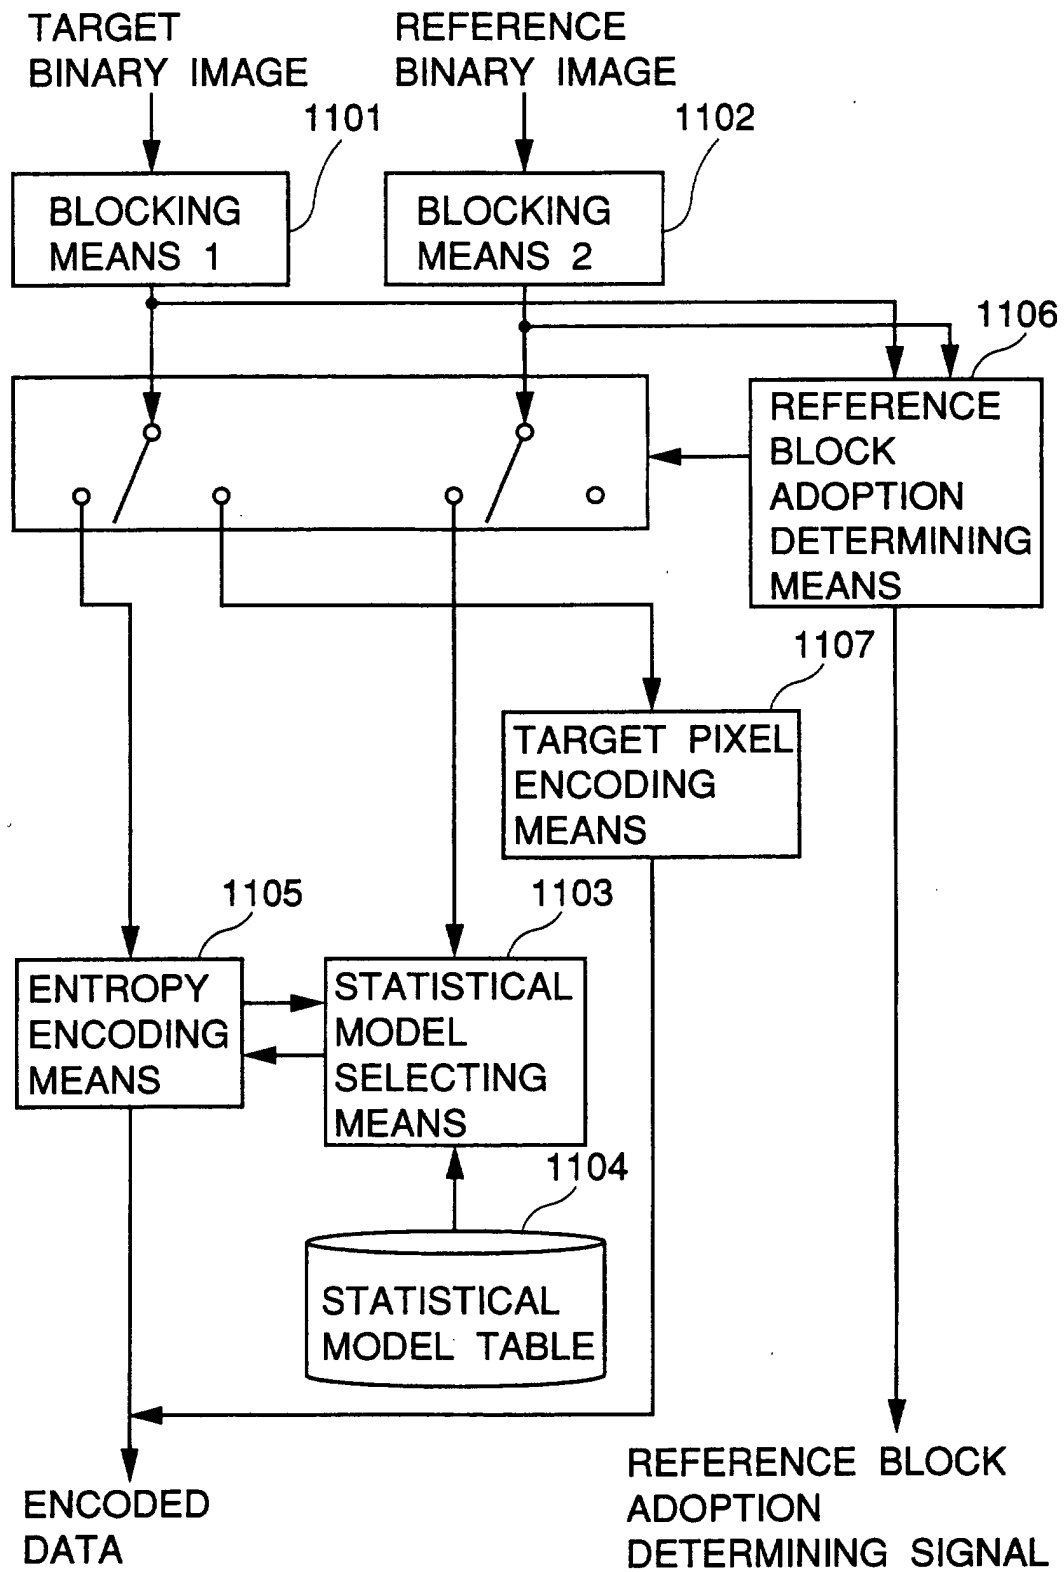 TARGET
BINARY IMAGE
REFERENCE
BINARY IMAGE
1101
1102
BLOCKING
MEANS 1
BLOCKING
MEANS 2
1106
REFERENCE
BLOCK
ADOPTION
DETERMINING
MEANS
1107
TARGET PIXEL
ENCODING
MEANS
1105
1103
ENTROPY
ENCODING
MEANS
STATISTICAL
MODEL
SELECTING
MEANS
1104
STATISTICAL
MODEL TABLE
ENCODED
DATA
REFERENCE BLOCK
ADOPTION
DETERMINING SIGNAL